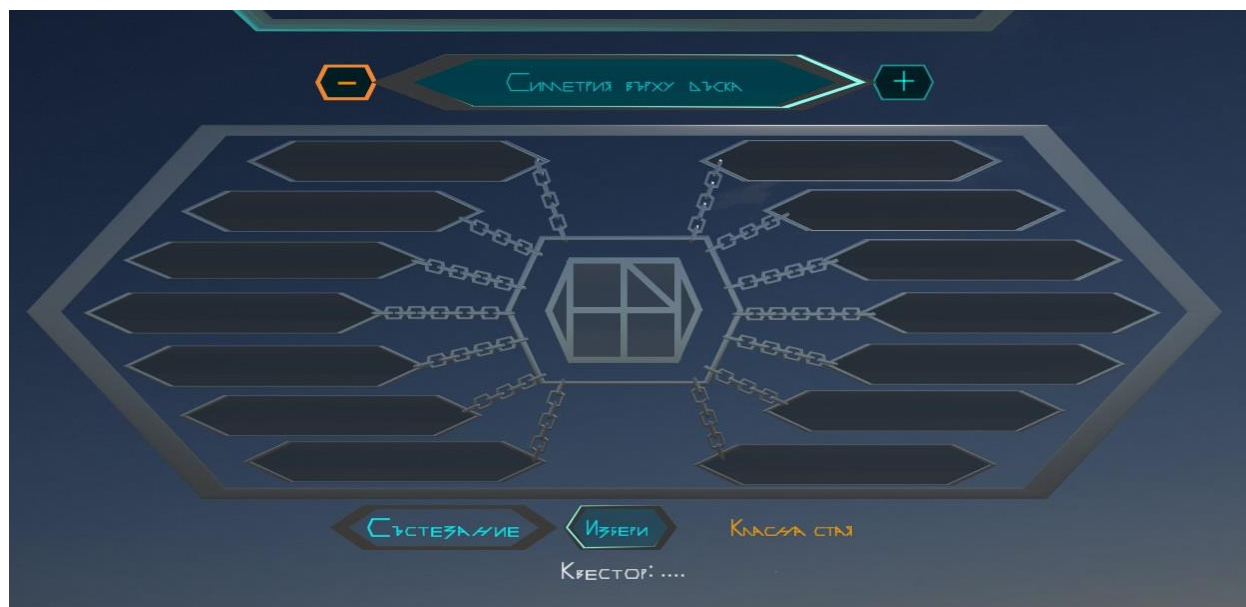 − Симетрия върху дъска +
Състезание Избери Класна стая
Квестор: ....